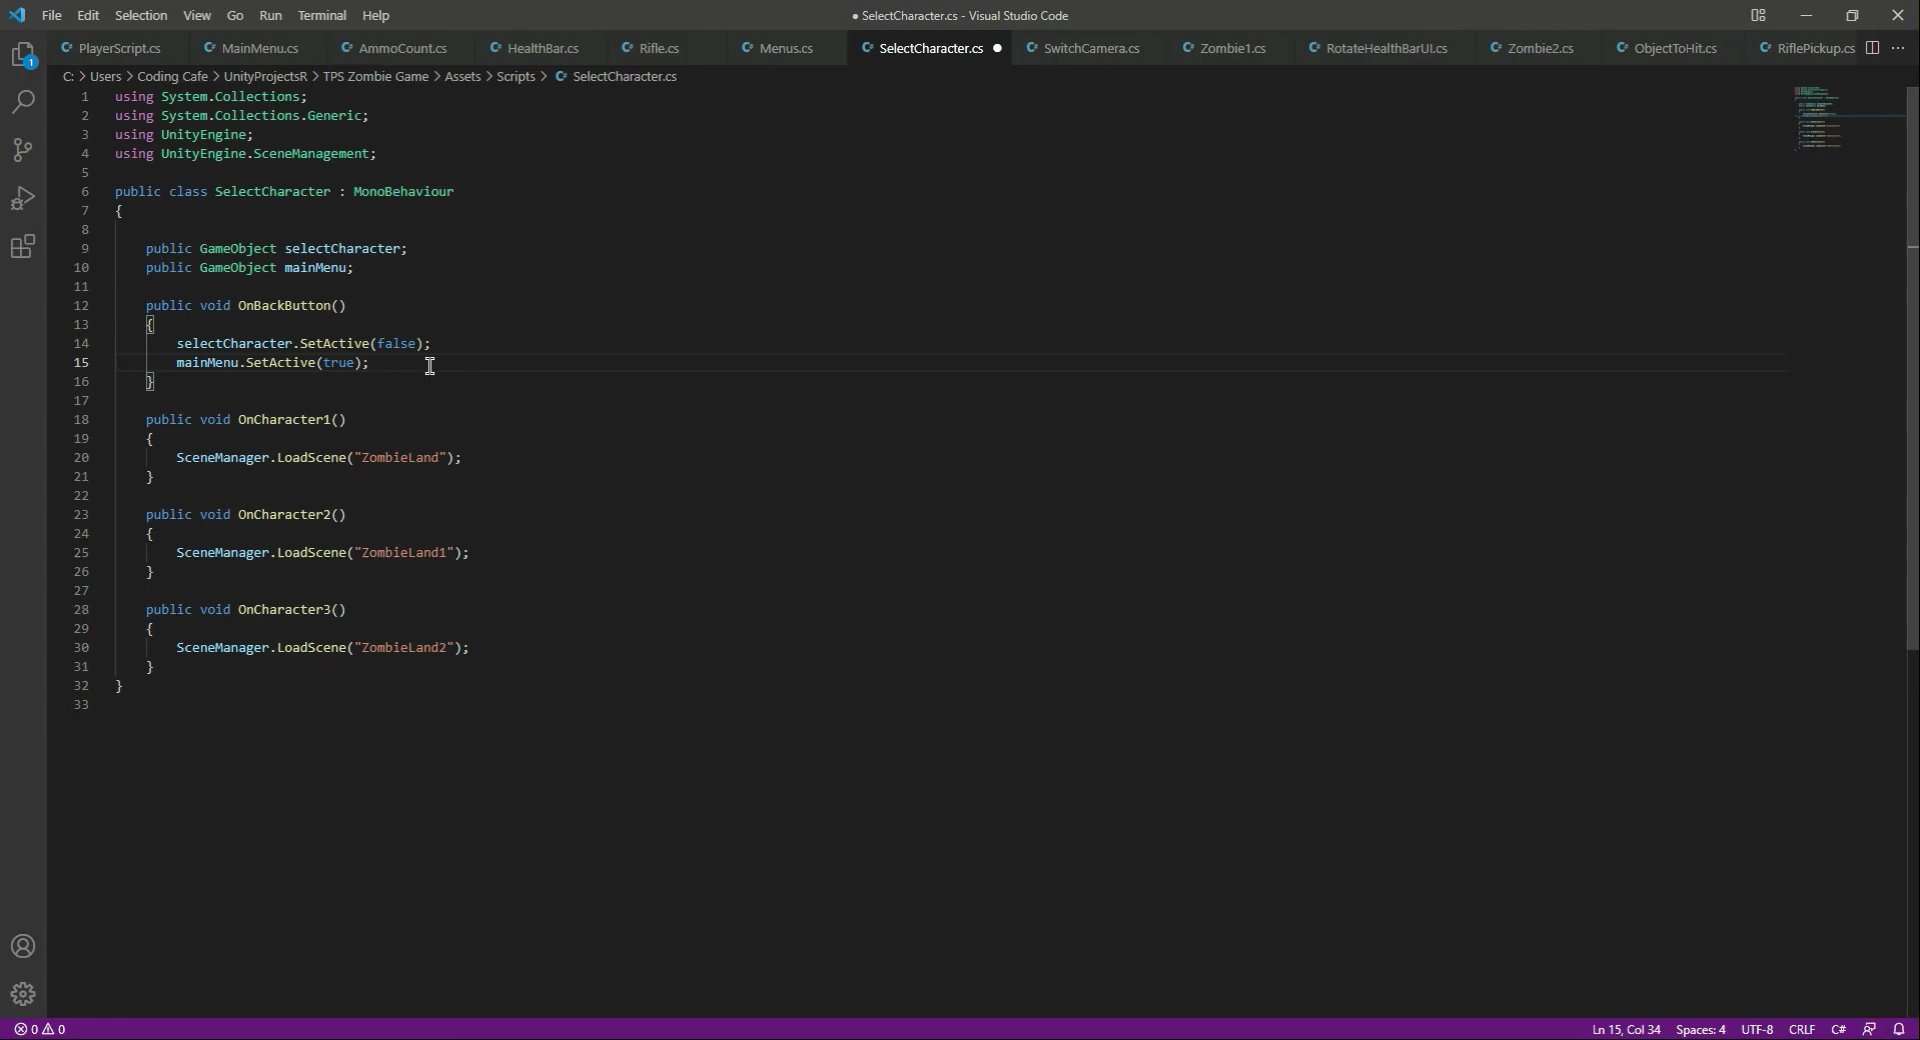 File Edit Selection View Go Run Terminal Help
● SelectCharacter.cs - Visual Studio Code
PlayerScript.cs MainMenu.cs AmmoCount.cs HealthBar.cs Rifle.cs Menus.cs SelectCharacter.cs ● SwitchCamera.cs Zombie1.cs RotateHealthBarUI.cs Zombie2.cs ObjectToHit.cs RiflePickup.cs
C: > Users > Coding Cafe > UnityProjectsR > TPS Zombie Game > Assets > Scripts > SelectCharacter.cs
1 using System.Collections;
2 using System.Collections.Generic;
3 using UnityEngine;
4 using UnityEngine.SceneManagement;
5
6 public class SelectCharacter : MonoBehaviour
7 {
8
9     public GameObject selectCharacter;
10     public GameObject mainMenu;
11
12     public void OnBackButton()
13     {
14         selectCharacter.SetActive(false);
15         mainMenu.SetActive(true);
16     }
17
18     public void OnCharacter1()
19     {
20         SceneManager.LoadScene("ZombieLand");
21     }
22
23     public void OnCharacter2()
24     {
25         SceneManager.LoadScene("ZombieLand1");
26     }
27
28     public void OnCharacter3()
29     {
30         SceneManager.LoadScene("ZombieLand2");
31     }
32 }
33
1
0 0 Ln 15, Col 34 Spaces: 4 UTF-8 CRLF C#